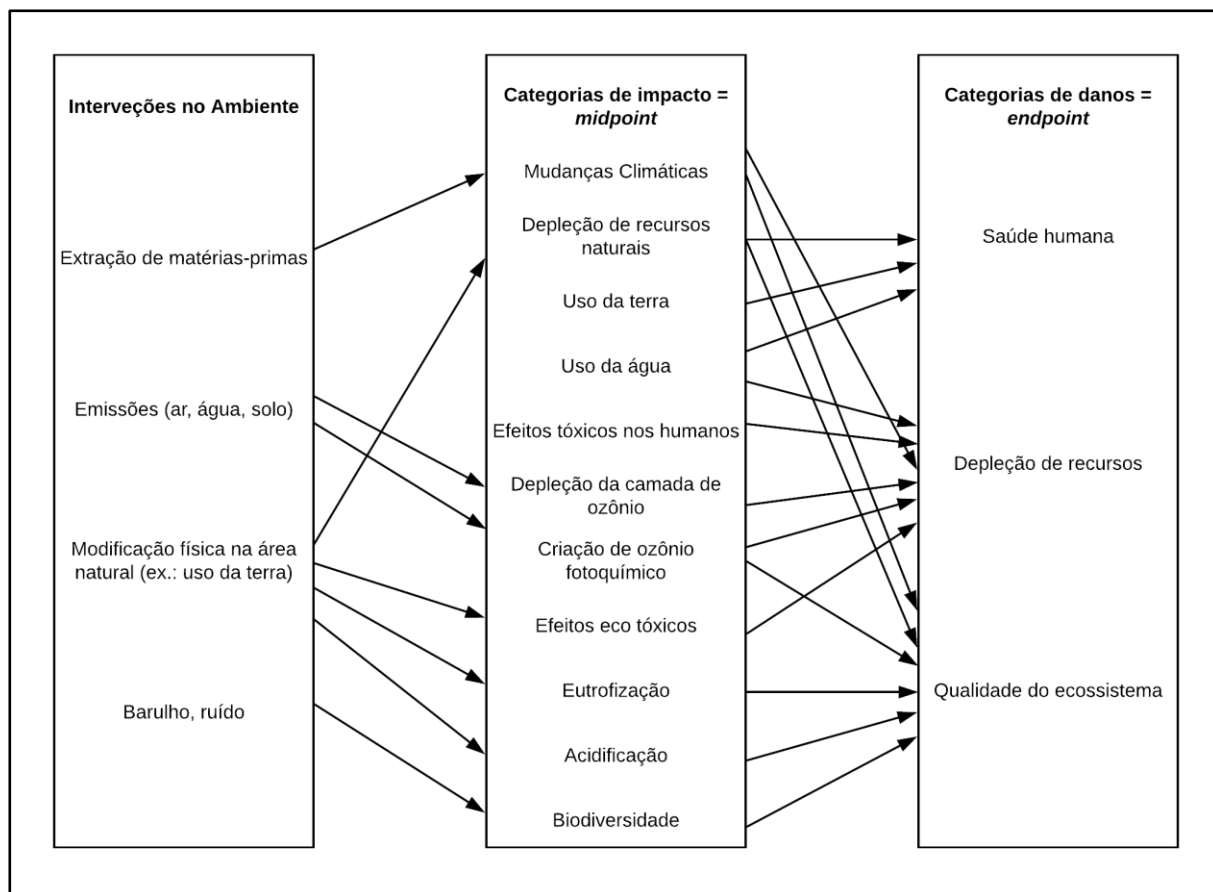 Interveções no Ambiente
Extração de matérias-primas
Emissões (ar, água, solo)
Modificação física na área
natural (ex.: uso da terra)
Barulho, ruído
Categorias de impacto =
midpoint
Mudanças Climáticas
Depleção de recursos
naturais
Uso da terra
Uso da água
Efeitos tóxicos nos humanos
Depleção da camada de
ozônio
Criação de ozônio
fotoquímico
Efeitos eco tóxicos
Eutrofização
Acidificação
Biodiversidade
Categorias de danos =
endpoint
Saúde humana
Depleção de recursos
Qualidade do ecossistema